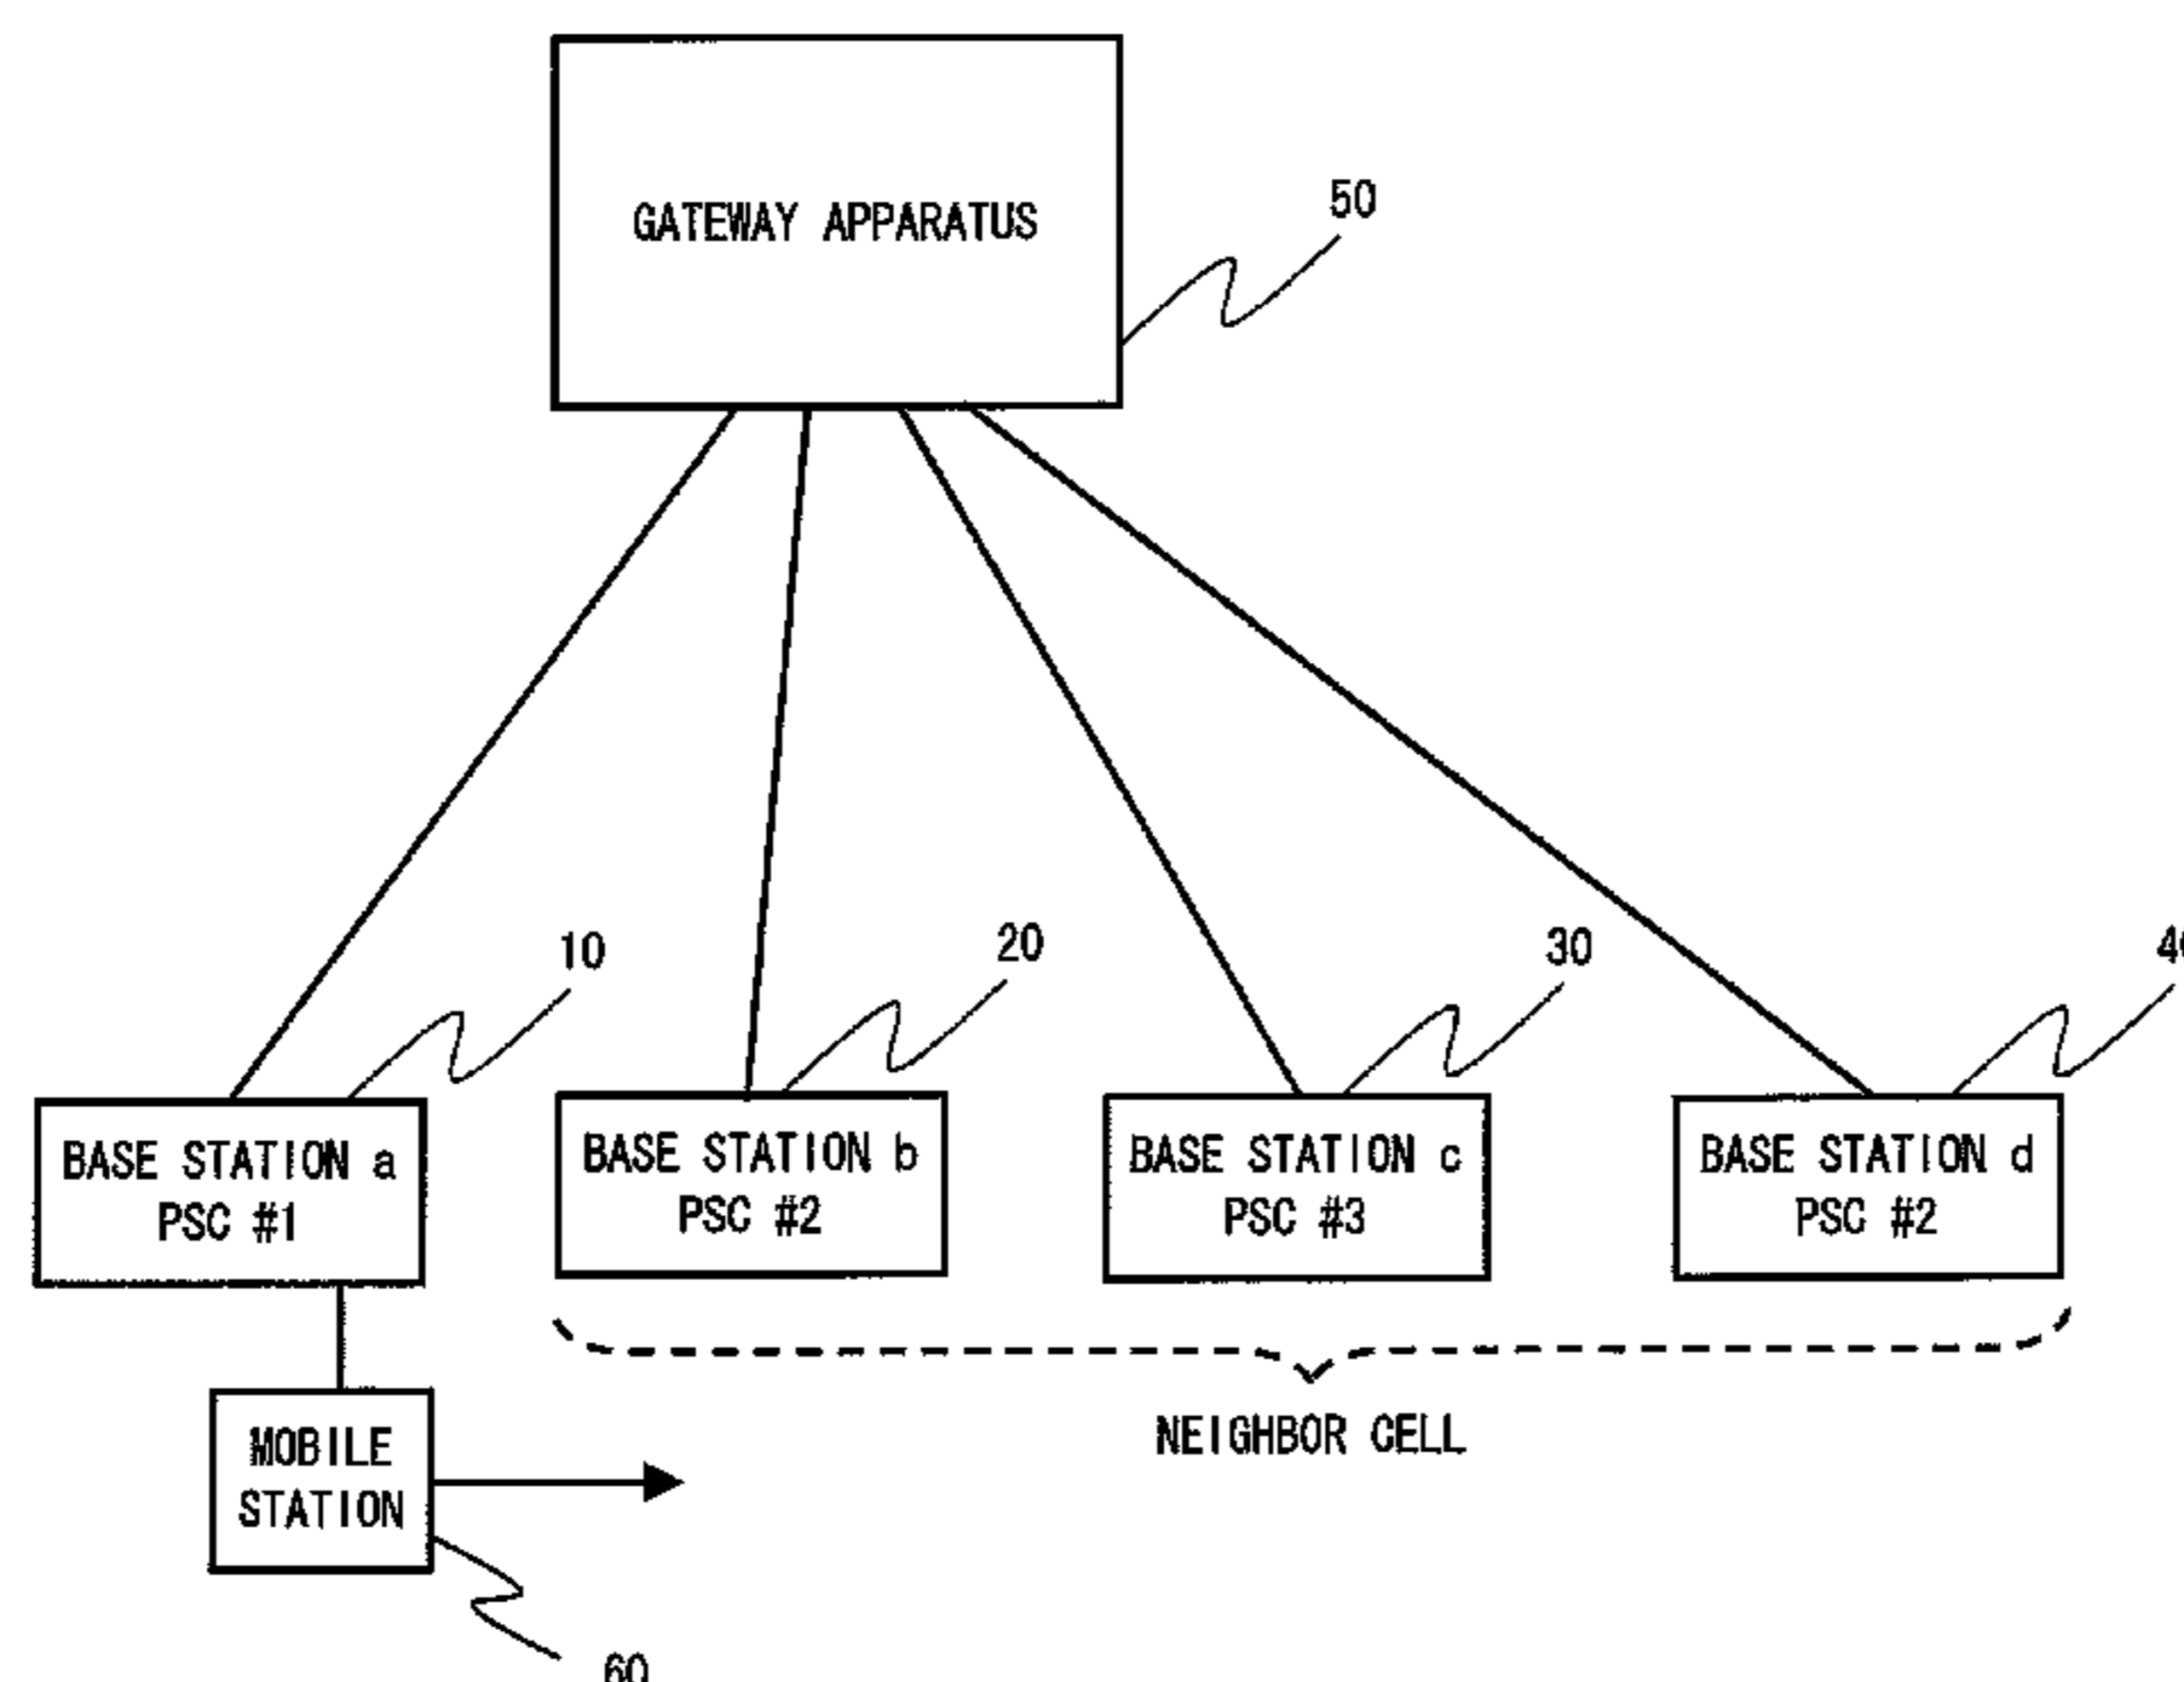 GATEWAY APPARATUS
50
10
20
30
BASE STATION a
PSC #1
BASE STATION b
PSC #2
BASE STATION c
PSC #3
BASE STATION d
PSC #2
NEIGHBOR CELL
MOBILE
STATION
60